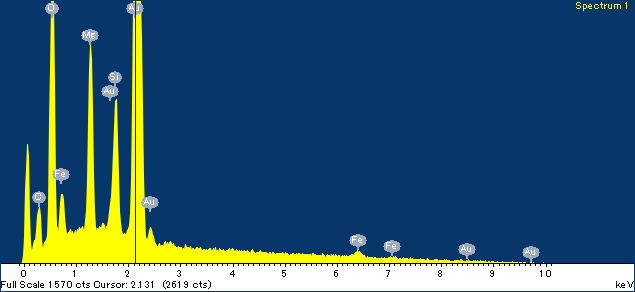 Spectrum 1
O Au
Mg
Si
Au
Fe
Au
Fe Fe Au Au
0 1 2 3 4 5 6 7 8 9 10
Full Scale 1570 cts Cursor: 2.131 (2619 cts) keV